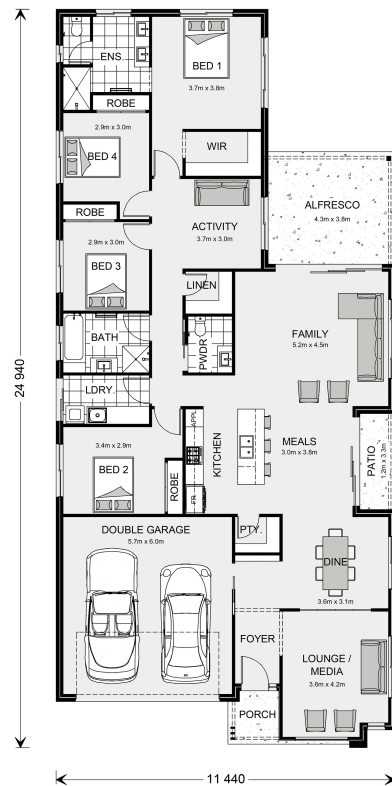 ENS.
BED 1
3.7m x 3.8m
ROBE
2.9m x 3.0m
BED 4
WIR
ALFRESCO
4.3m x 3.8m
ROBE
ACTIVITY
3.7m x 3.0m
2.9m x 3.0m
BED 3
LINEN
FAMILY
5.2m x 4.5m
BATH
PWDR
LDRY.
24 940
APPL.
KITCHEN
MEALS
3.0m x 3.8m
PATIO
1.2m x 3.3m
3.4m x 2.9m
BED 2
ROBE
FR
DOUBLE GARAGE
5.7m x 6.0m
PTY.
DINE
3.6m x 3.1m
FOYER
LOUNGE /
MEDIA
3.6m x 4.2m
PORCH
11 440